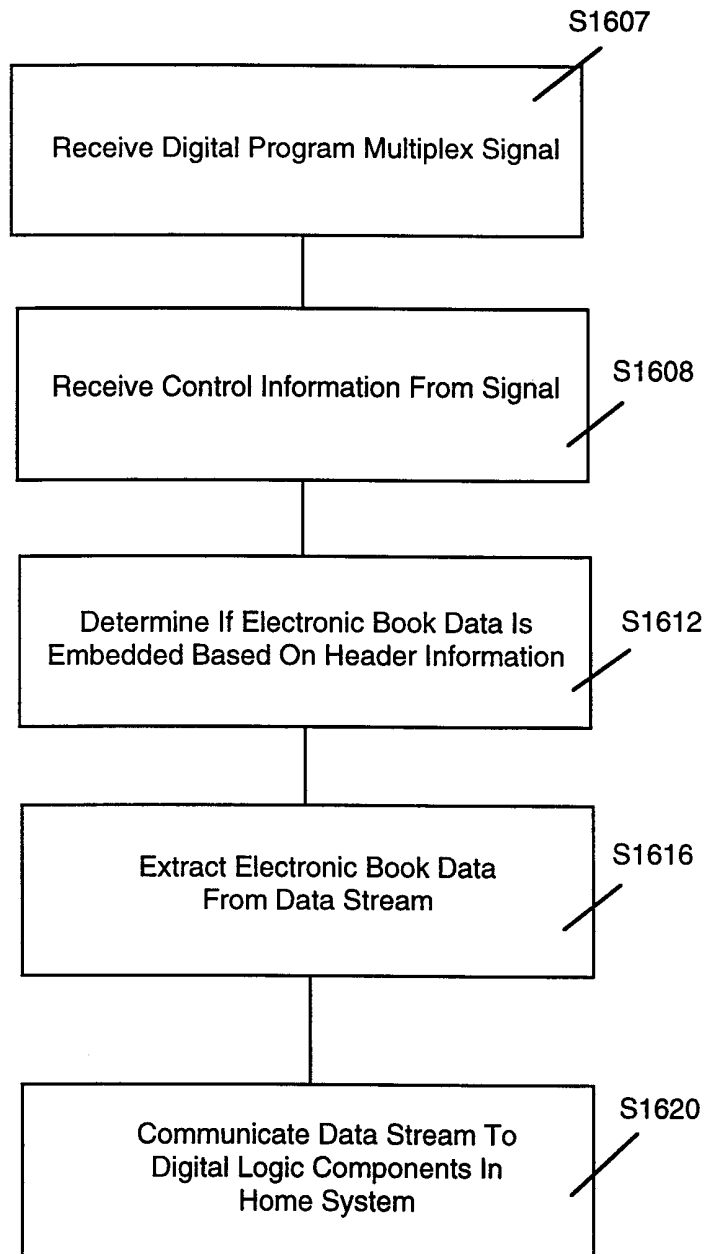 S1607
Receive Digital Program Multiplex Signal
Receive Control Information From Signal
S1608
Determine If Electronic Book Data Is
Embedded Based On Header Information
S1612
Extract Electronic Book Data
From Data Stream
S1616
Communicate Data Stream To
Digital Logic Components In
Home System
S1620